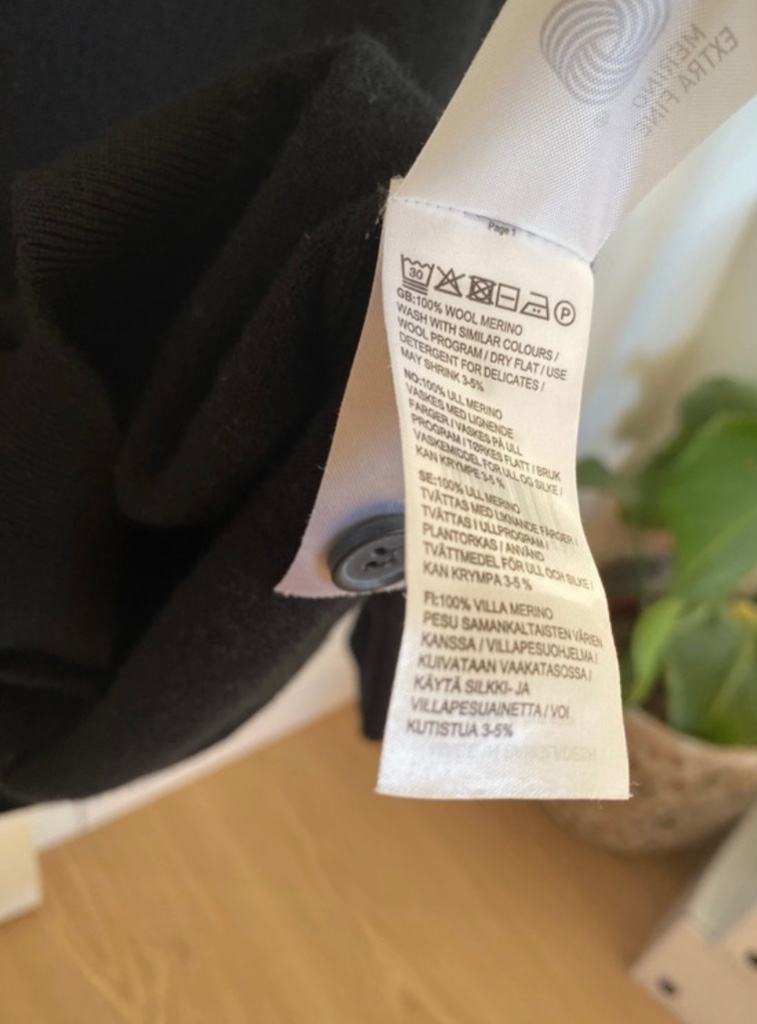 MERINO
EXTRA FINE
®
Page 1
30 P
GB:100% WOOL MERINO
WASH WITH SIMILAR COLOURS /
WOOL PROGRAM / DRY FLAT / USE
DETERGENT FOR DELICATES /
MAY SHRINK 3-5%
NO:100% ULL MERINO
VASKES MED LIGNENDE
FARGER / VASKES PÅ ULL
PROGRAM / TØRKES FLATT / BRUK
VASKEMIDDEL FOR ULL OG SILKE /
KAN KRYMPE 3-5 %
SE:100% ULL MERINO
TVÄTTAS MED LIKNANDE FÄRGER /
TVÄTTAS I ULLPROGRAM /
PLANTORKAS / ANVÄND
TVÄTTMEDEL FÖR ULL OCH SILKE /
KAN KRYMPA 3-5 %
FI:100% VILLA MERINO
PESU SAMANKALTAISTEN VÄRIEN
KANSSA / VILLAPESUOHJELMA /
KUIVATAAN VAAKATASOSSA /
KÄYTÄ SILKKI- JA
VILLAPESUAINETTA / VOI
KUTISTUA 3-5%